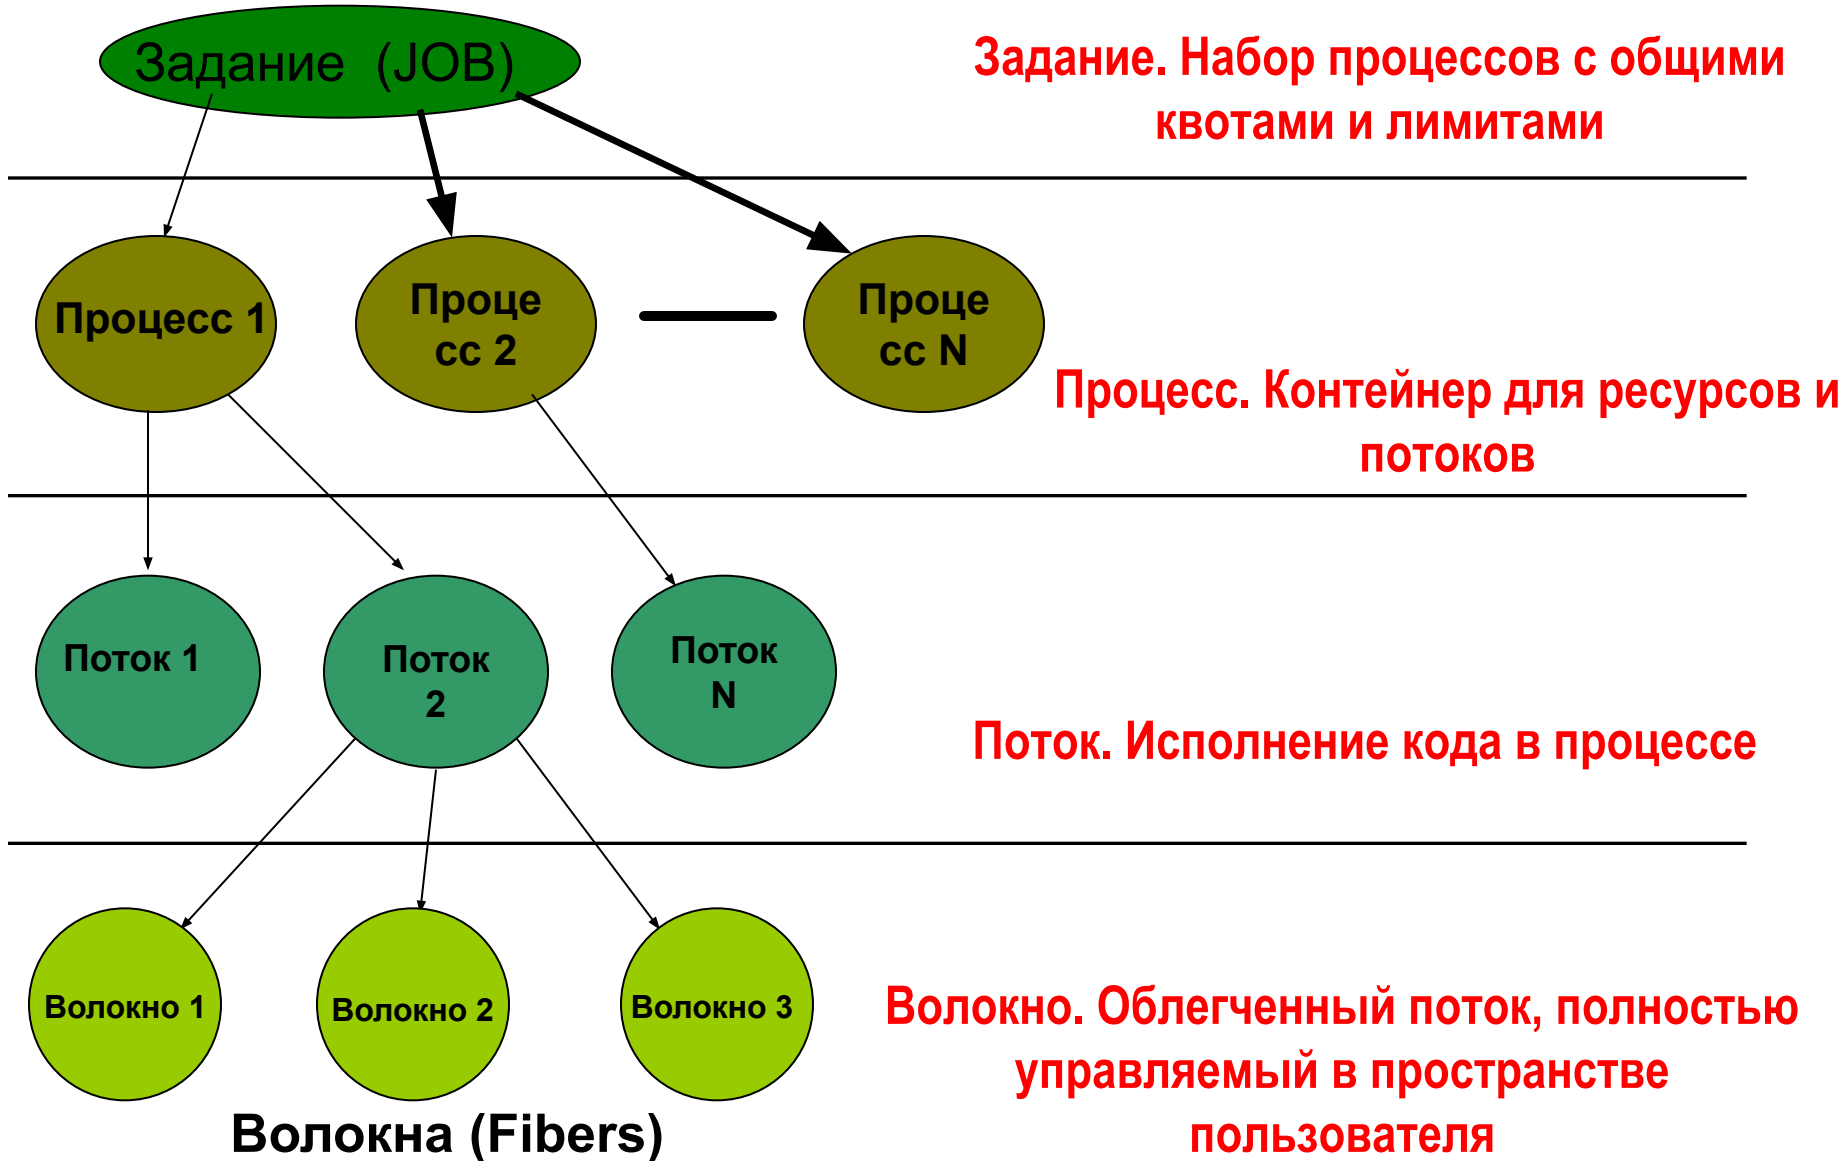 Задание (JOB)
Задание. Набор процессов с общими
квотами и лимитами
Процесс 1
Проце
сс 2
Проце
сс N
Процесс. Контейнер для ресурсов и
потоков
Поток 1
Поток
2
Поток
N
Поток. Исполнение кода в процессе
Волокно 1
Волокно 2
Волокно 3
Волокно. Облегченный поток, полностью
управляемый в пространстве
пользователя
Волокна (Fibers)